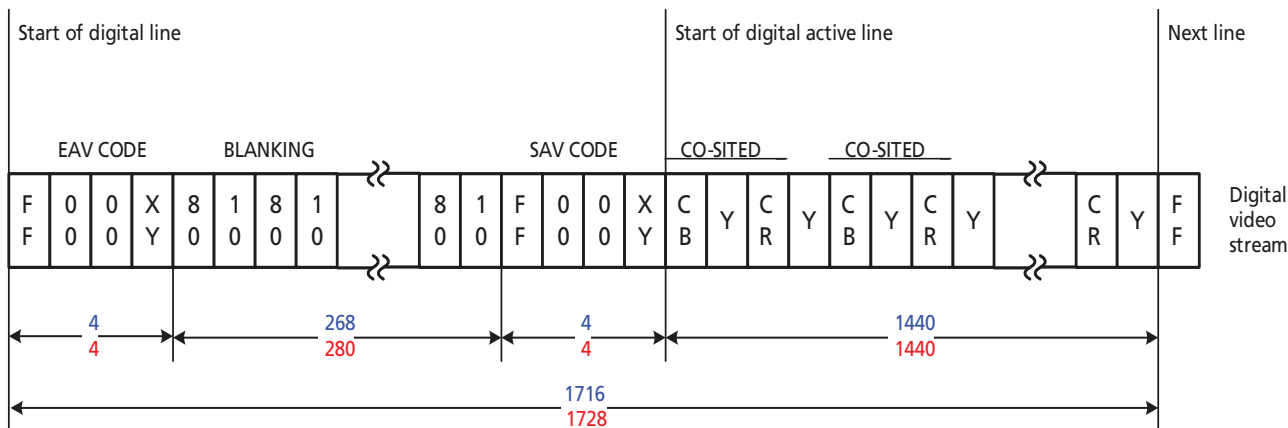 Start of digital line Start of digital active line Next line
EAV CODE BLANKING SAV CODE CO-SITED CO-SITED
F F 0 0 0 0 X Y 8 0 1 0 8 0 1 0 8 0 1 0 F F 0 0 0 0 X Y C B Y C R Y C B Y C R Y C R Y F F
Digital
video
stream
4 268 4 1440
4 280 4 1440
1716
1728